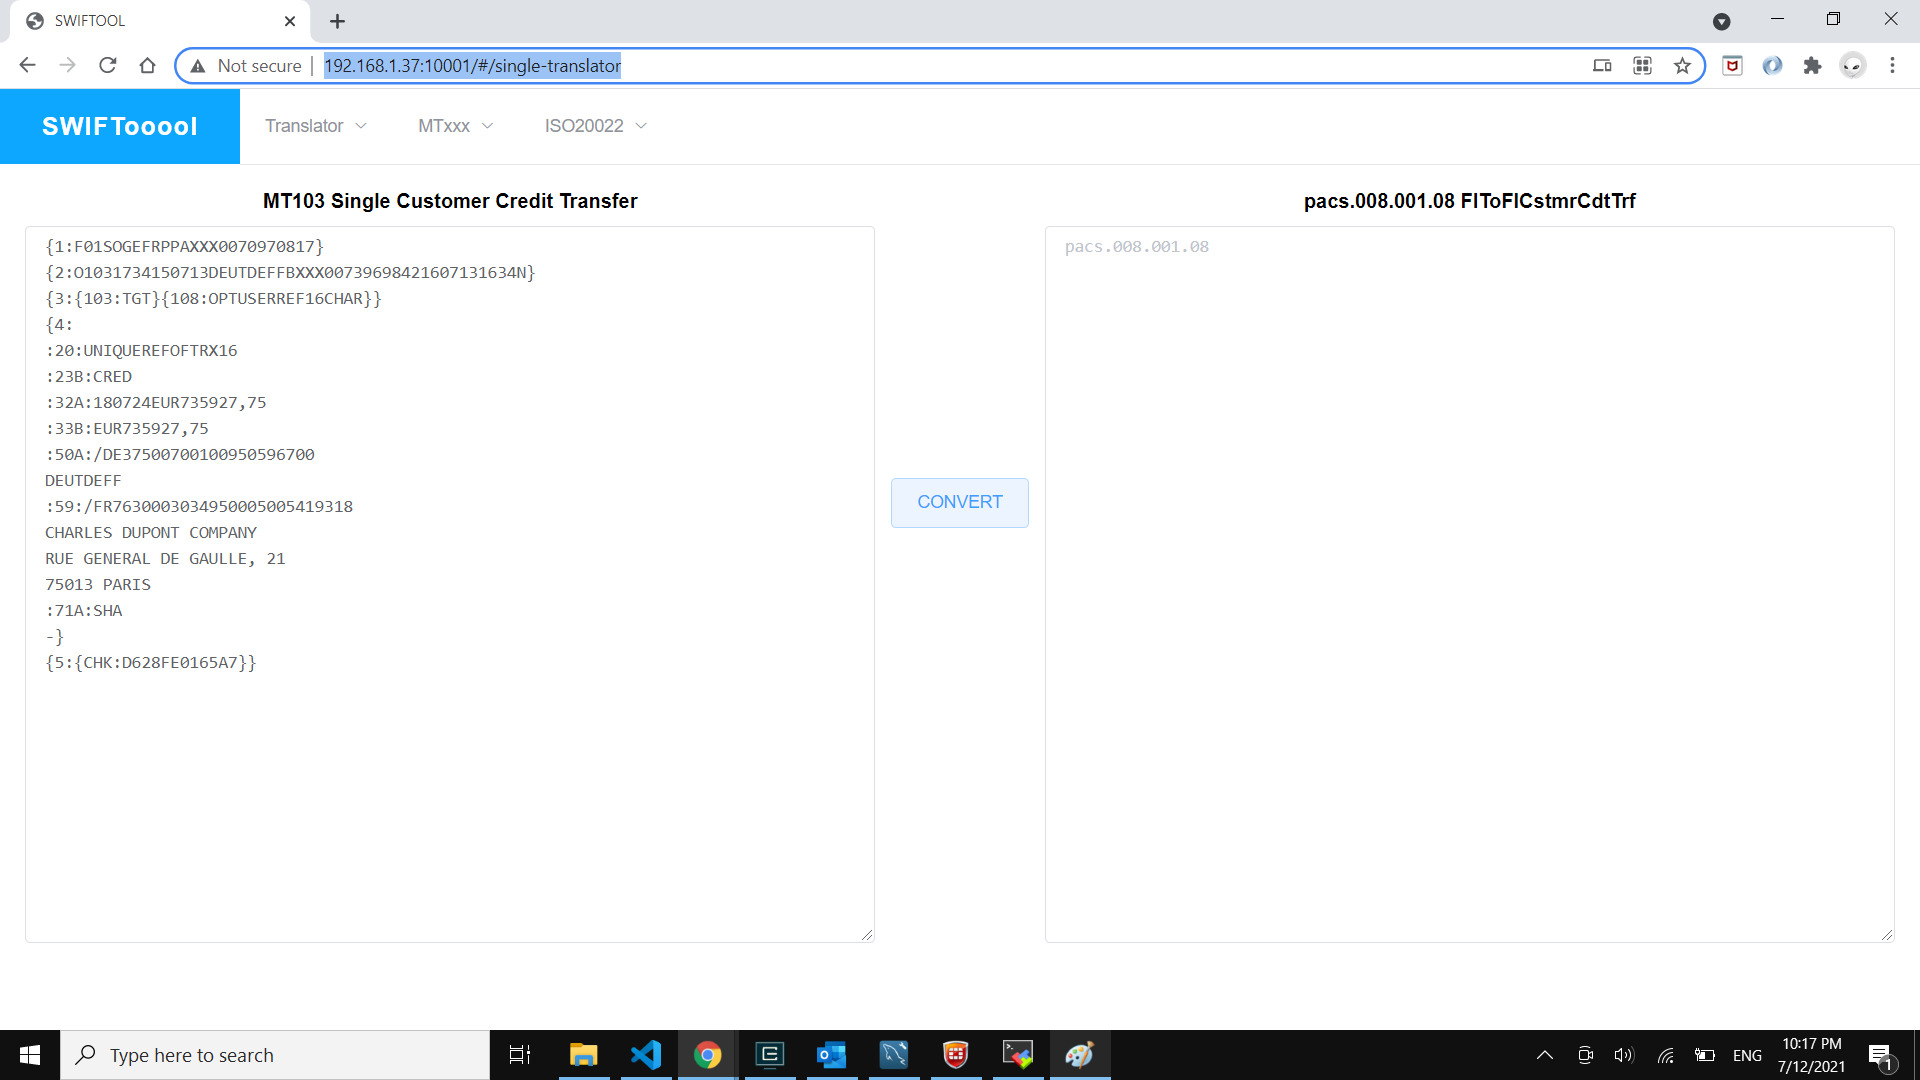 SWIFTOOL
Not secure
192.168.1.37:10001/#/single-translator
SWIFTooool
Translator
MTxxx
ISO20022
MT103 Single Customer Credit Transfer
{1:F01SOGEFRPPAXXX0070970817}
{2:O1031734150713DEUTDEFFBXXX00739698421607131634N}
{3:{103:TGT}{108:OPTUSERREF16CHAR}}
{4:
:20:UNIQUEREFOFTRX16
:23B:CRED
:32A:180724EUR735927,75
:33B:EUR735927,75
:50A:/DE37500700100950596700
DEUTDEFF
:59:/FR7630003034950005005419318
CHARLES DUPONT COMPANY
RUE GENERAL DE GAULLE, 21
75013 PARIS
:71A:SHA
-}
{5:{CHK:D628FE0165A7}}
CONVERT
pacs.008.001.08 FIToFICstmrCdtTrf
pacs.008.001.08
Type here to search
ENG
10:17 PM
7/12/2021
1